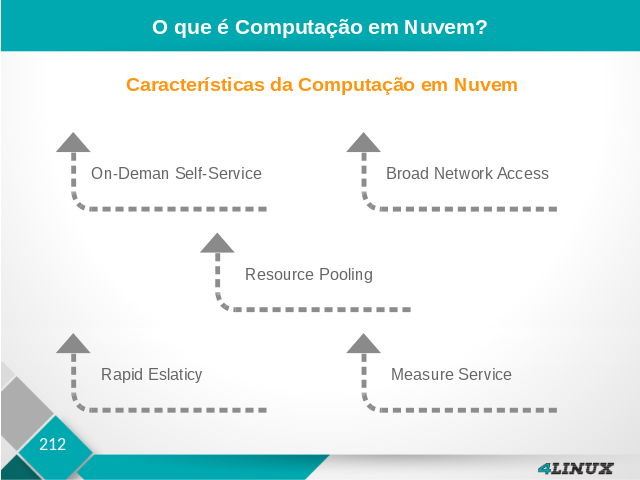 O que é Computação em Nuvem?
Características da Computação em Nuvem
On-Deman Self-Service
Broad Network Access
Resource Pooling
Rapid Eslaticy
Measure Service
212
4LINUX